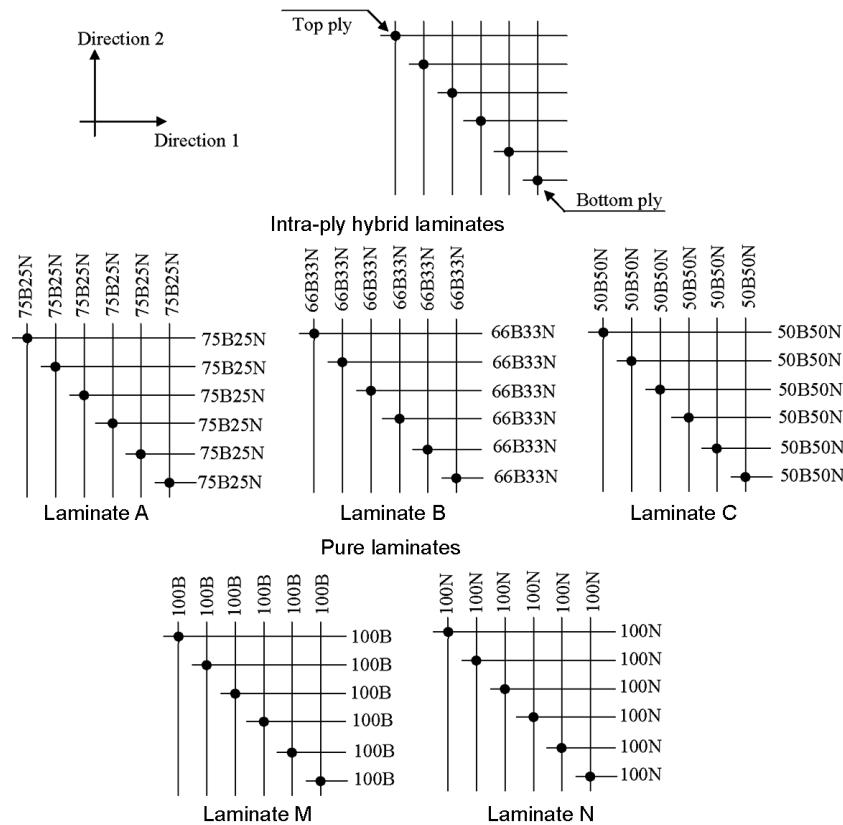 Top ply
Direction 2
Direction 1
Bottom ply
Intra-ply hybrid laminates
75B25N
75B25N
75B25N
75B25N
75B25N
75B25N
75B25N
75B25N
75B25N
75B25N
75B25N
75B25N
Laminate A
66B33N
66B33N
66B33N
66B33N
66B33N
66B33N
66B33N
66B33N
66B33N
66B33N
66B33N
66B33N
Laminate B
50B50N
50B50N
50B50N
50B50N
50B50N
50B50N
50B50N
50B50N
50B50N
50B50N
50B50N
50B50N
Laminate C
Pure laminates
100B
100B
100B
100B
100B
100B
100B
100B
100B
100B
100B
100B
Laminate M
100N
100N
100N
100N
100N
100N
100N
100N
100N
100N
100N
100N
Laminate N